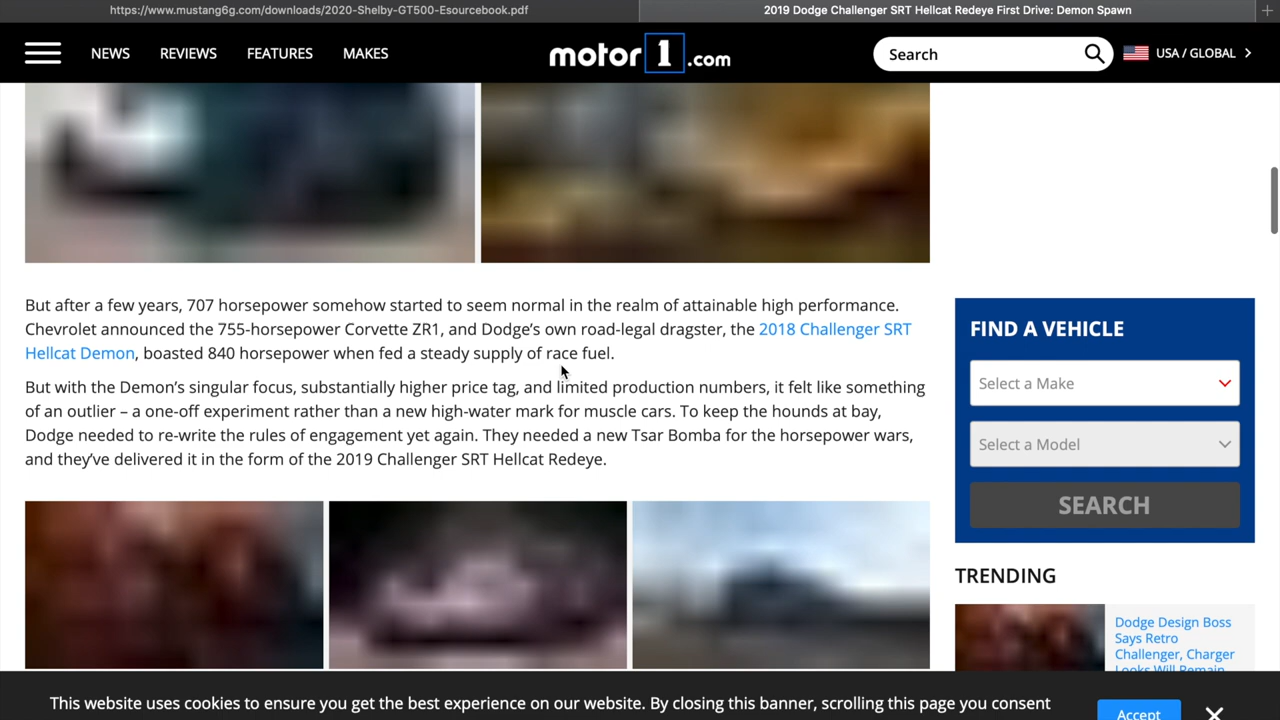 https://www.mustang6g.com/downloads/2020-Shelby-GT500-Esourcebook.pdf
2019 Dodge Challenger SRT Hellcat Redeye First Drive: Demon Spawn
NEWS
REVIEWS
FEATURES
MAKES
motor1.com
Search
USA / GLOBAL
But after a few years, 707 horsepower somehow started to seem normal in the realm of attainable high performance.
Chevrolet announced the 755-horsepower Corvette ZR1, and Dodge’s own road-legal dragster, the 2018 Challenger SRT
Hellcat Demon, boasted 840 horsepower when fed a steady supply of race fuel.
But with the Demon’s singular focus, substantially higher price tag, and limited production numbers, it felt like something
of an outlier – a one-off experiment rather than a new high-water mark for muscle cars. To keep the hounds at bay,
Dodge needed to re-write the rules of engagement yet again. They needed a new Tsar Bomba for the horsepower wars,
and they’ve delivered it in the form of the 2019 Challenger SRT Hellcat Redeye.
FIND A VEHICLE
Select a Make
Select a Model
SEARCH
TRENDING
Dodge Design Boss
Says Retro
Challenger, Charger
Looks Will Remain
This website uses cookies to ensure you get the best experience on our website. By closing this banner, scrolling this page you consent
Accept